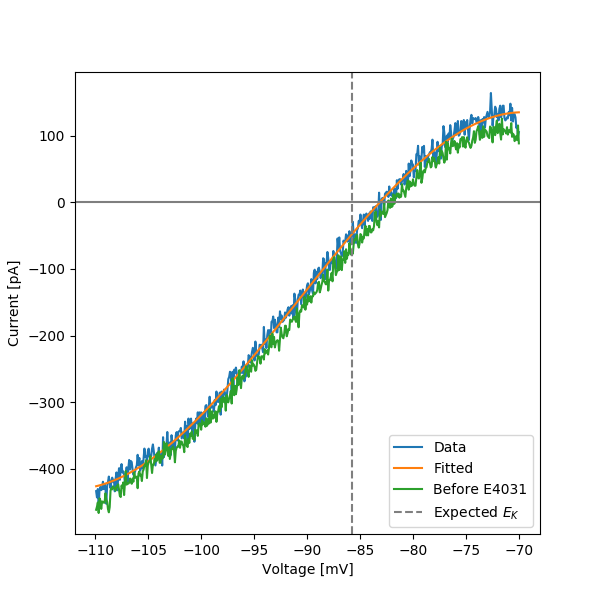 100
0
−100
−200
−300
−400
Current [pA]
−110 −105 −100 −95 −90 −85 −80 −75 −70
Voltage [mV]
Data
Fitted
Before E4031
Expected E_K